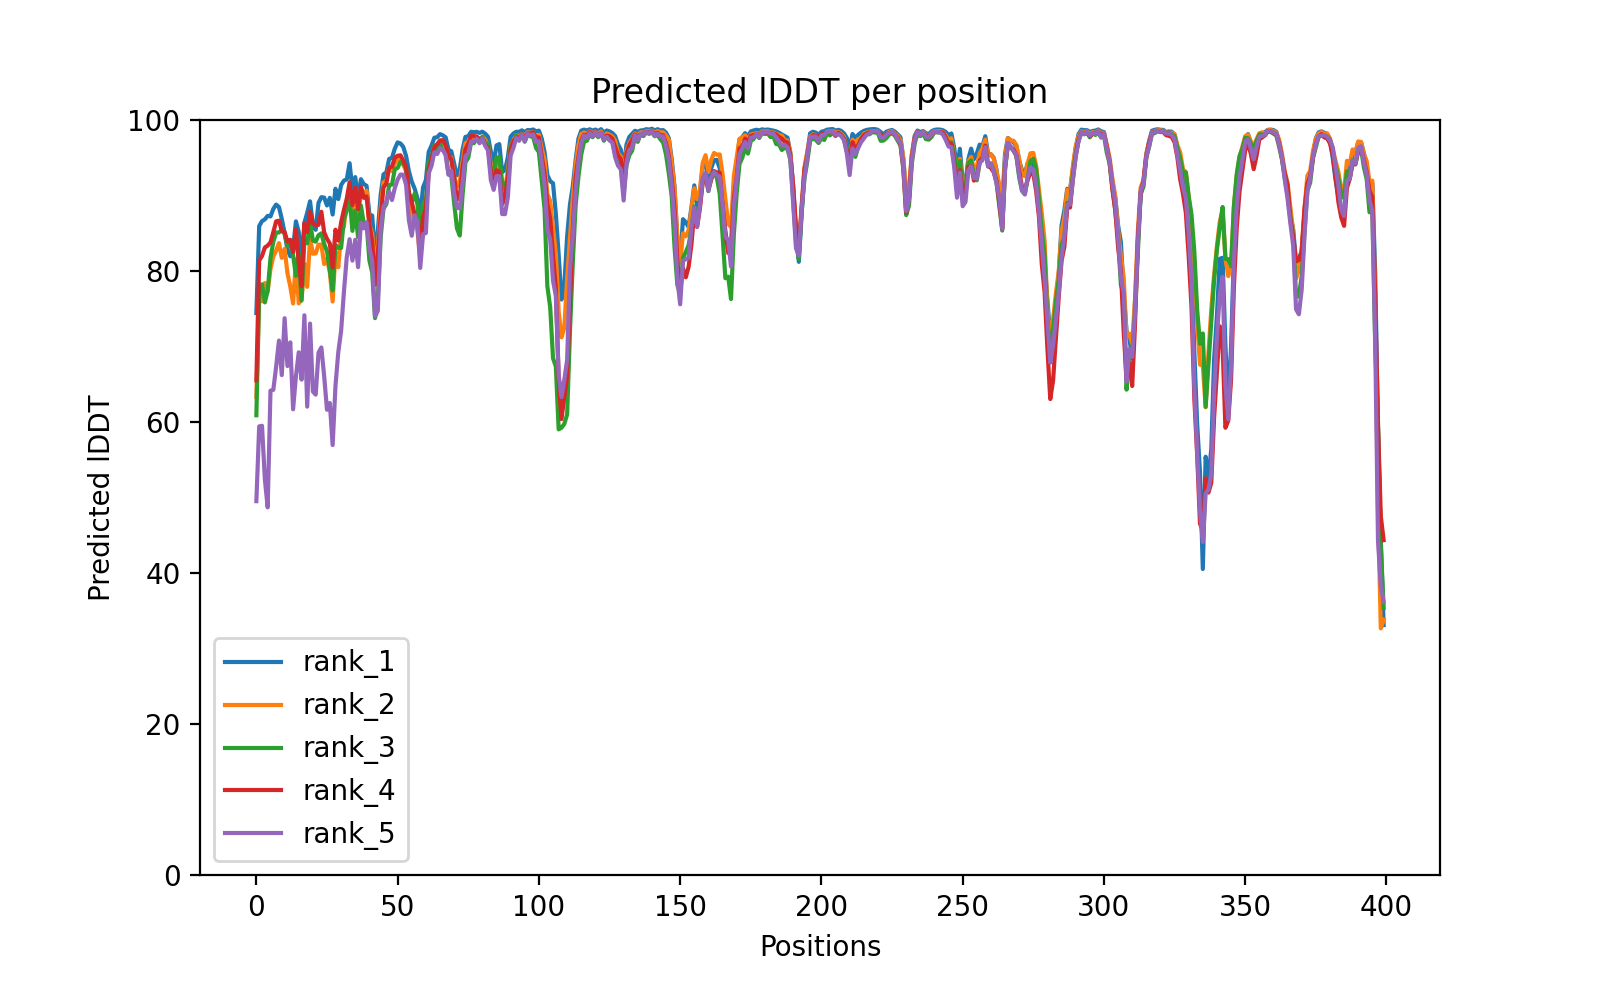 Predicted lDDT per position
100
80
60
40
20
0
Predicted lDDT
rank_1
rank_2
rank_3
rank_4
rank_5
0 50 100 150 200 250 300 350 400
Positions